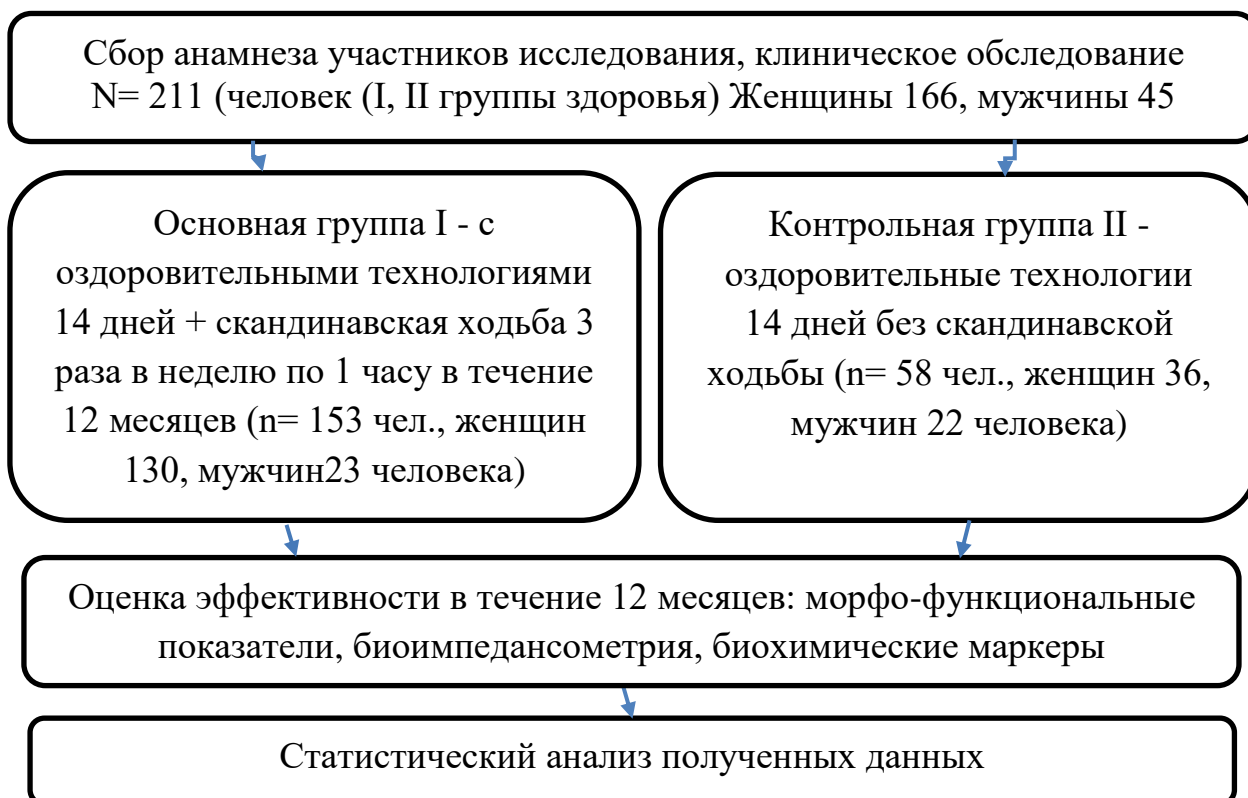 Сбор анамнеза участников исследования, клиническое обследование
N= 211 (человек (I, II группы здоровья) Женщины 166, мужчины 45
Основная группа I - с
оздоровительными технологиями
14 дней + скандинавская ходьба 3
раза в неделю по 1 часу в течение
12 месяцев (n= 153 чел., женщин
130, мужчин23 человека)
Контрольная группа II -
оздоровительные технологии
14 дней без скандинавской
ходьбы (n= 58 чел., женщин 36,
мужчин 22 человека)
Оценка эффективности в течение 12 месяцев: морфо-функциональные
показатели, биоимпедансометрия, биохимические маркеры
Статистический анализ полученных данных